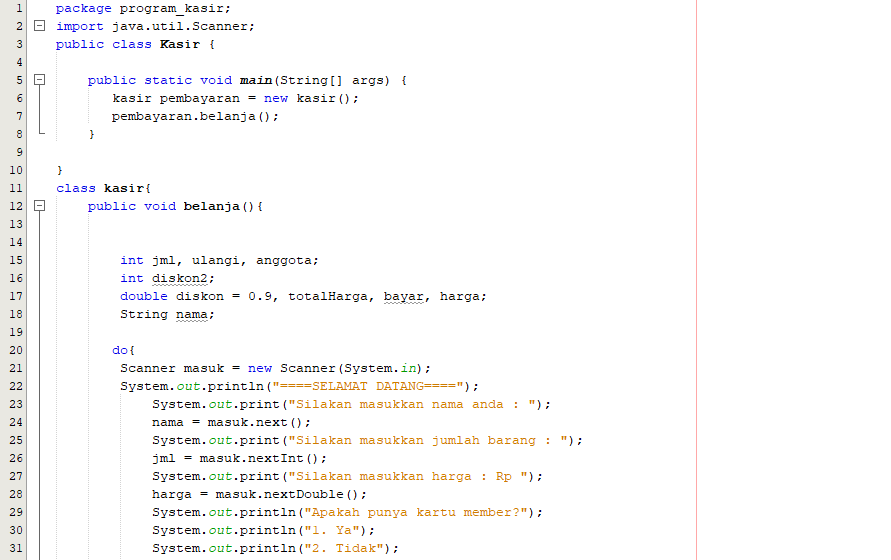 1 package program_kasir;
2 import java.util.Scanner;
3 public class Kasir {
4
5 public static void main(String[] args) {
6 kasir pembayaran = new kasir();
7 pembayaran.belanja();
8 }
9
10 }
11 class kasir{
12 public void belanja(){
13
14
15 int jml, ulangi, anggota;
16 int diskon2;
17 double diskon = 0.9, totalHarga, bayar, harga;
18 String nama;
19
20 do{
21 Scanner masuk = new Scanner(System.in);
22 System.out.println("====SELAMAT DATANG====");
23 System.out.print("Silakan masukkan nama anda : ");
24 nama = masuk.next();
25 System.out.print("Silakan masukkan jumlah barang : ");
26 jml = masuk.nextInt();
27 System.out.print("Silakan masukkan harga : Rp ");
28 harga = masuk.nextDouble();
29 System.out.println("Apakah punya kartu member?");
30 System.out.println("1. Ya");
31 System.out.println("2. Tidak");